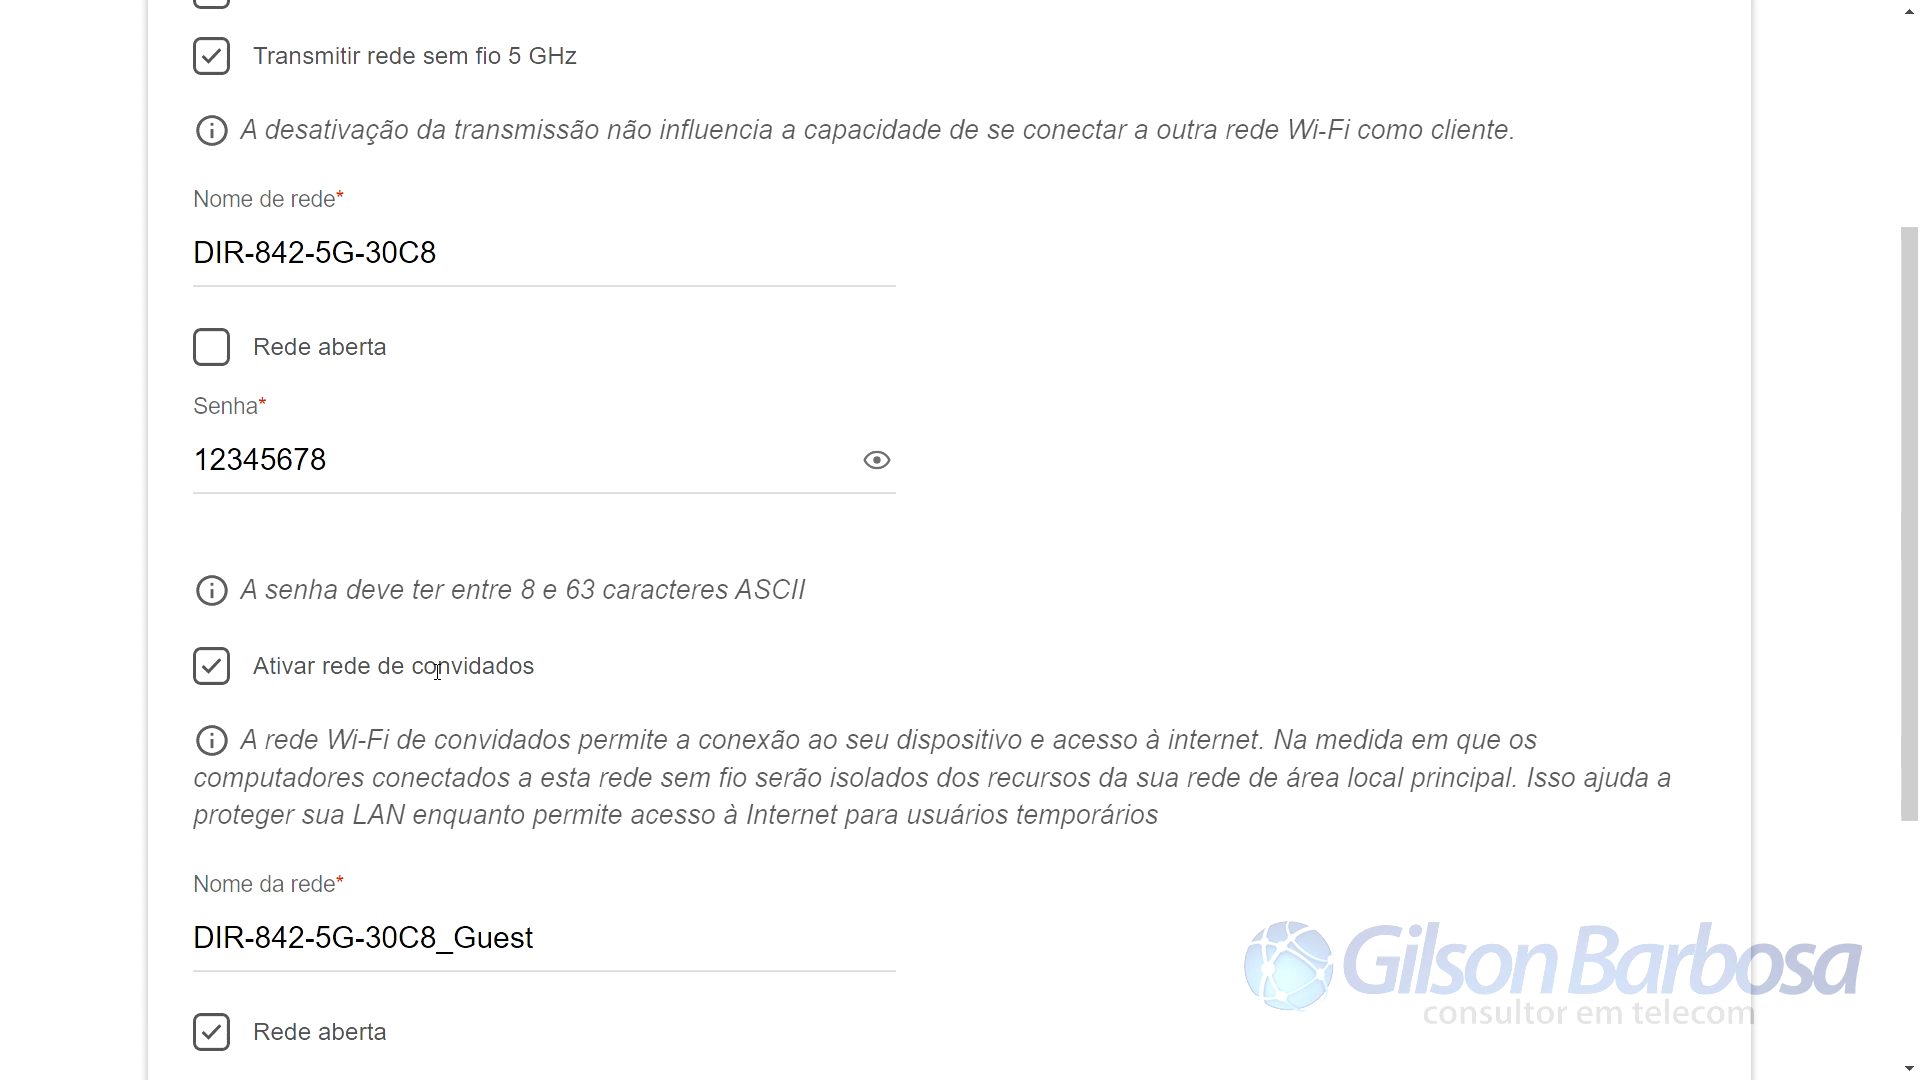 Transmitir rede sem fio 5 GHz
A desativação da transmissão não influencia a capacidade de se conectar a outra rede Wi-Fi como cliente.
Nome de rede*
DIR-842-5G-30C8
Rede aberta
Senha*
12345678
A senha deve ter entre 8 e 63 caracteres ASCII
Ativar rede de convidados
A rede Wi-Fi de convidados permite a conexão ao seu dispositivo e acesso à internet. Na medida em que os
computadores conectados a esta rede sem fio serão isolados dos recursos da sua rede de área local principal. Isso ajuda a
proteger sua LAN enquanto permite acesso à Internet para usuários temporários
Nome da rede*
DIR-842-5G-30C8_Guest
Gilson Barbosa
consultor em telecom
Rede aberta